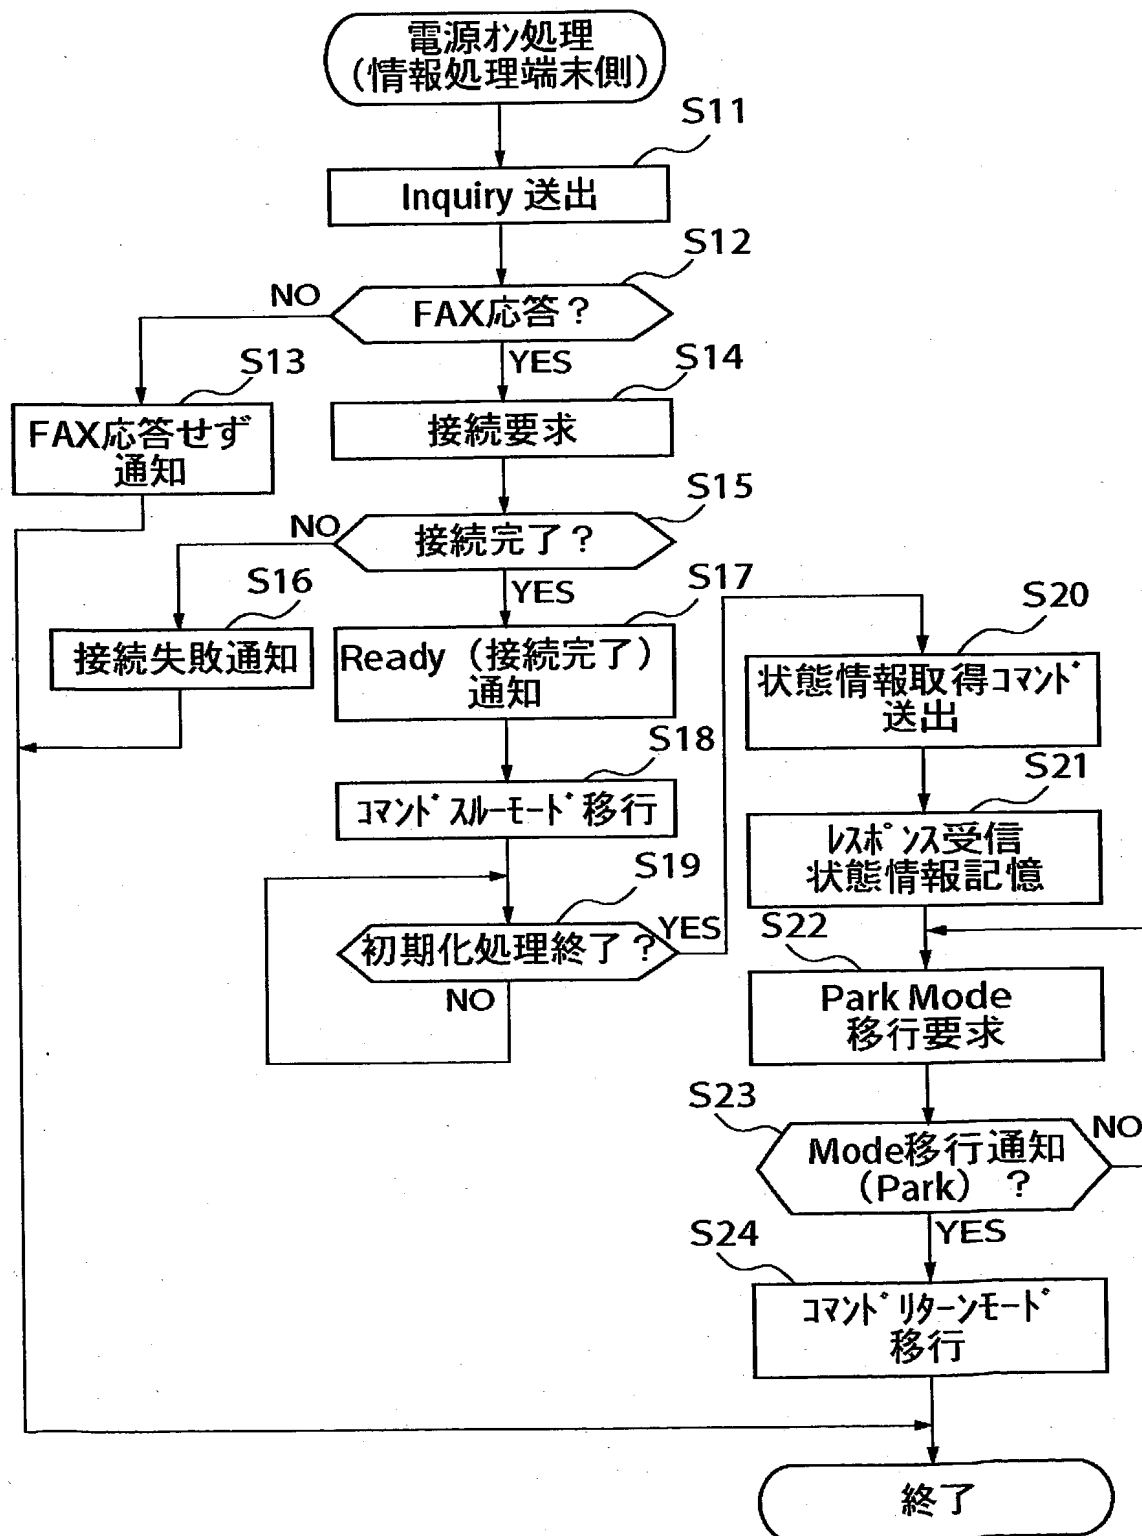 電源ｵﾝ処理
(情報処理端末側)
S11
Inquiry 送出
S12
NO
FAX応答？
YES
S13
FAX応答せず
通知
S14
接続要求
S15
NO
接続完了？
YES
S16
接続失敗通知
S17
Ready（接続完了）
通知
S18
ｺﾏﾝﾄﾞｽﾙｰﾓｰﾄﾞ移行
S19
初期化処理終了？
YES
NO
S20
状態情報取得ｺﾏﾝﾄﾞ
送出
S21
ﾚｽﾎﾟﾝｽ受信
状態情報記憶
S22
Park Mode
移行要求
S23
Mode移行通知
（Park）？
NO
YES
S24
ｺﾏﾝﾄﾞﾘﾀｰﾝﾓｰﾄﾞ
移行
終了